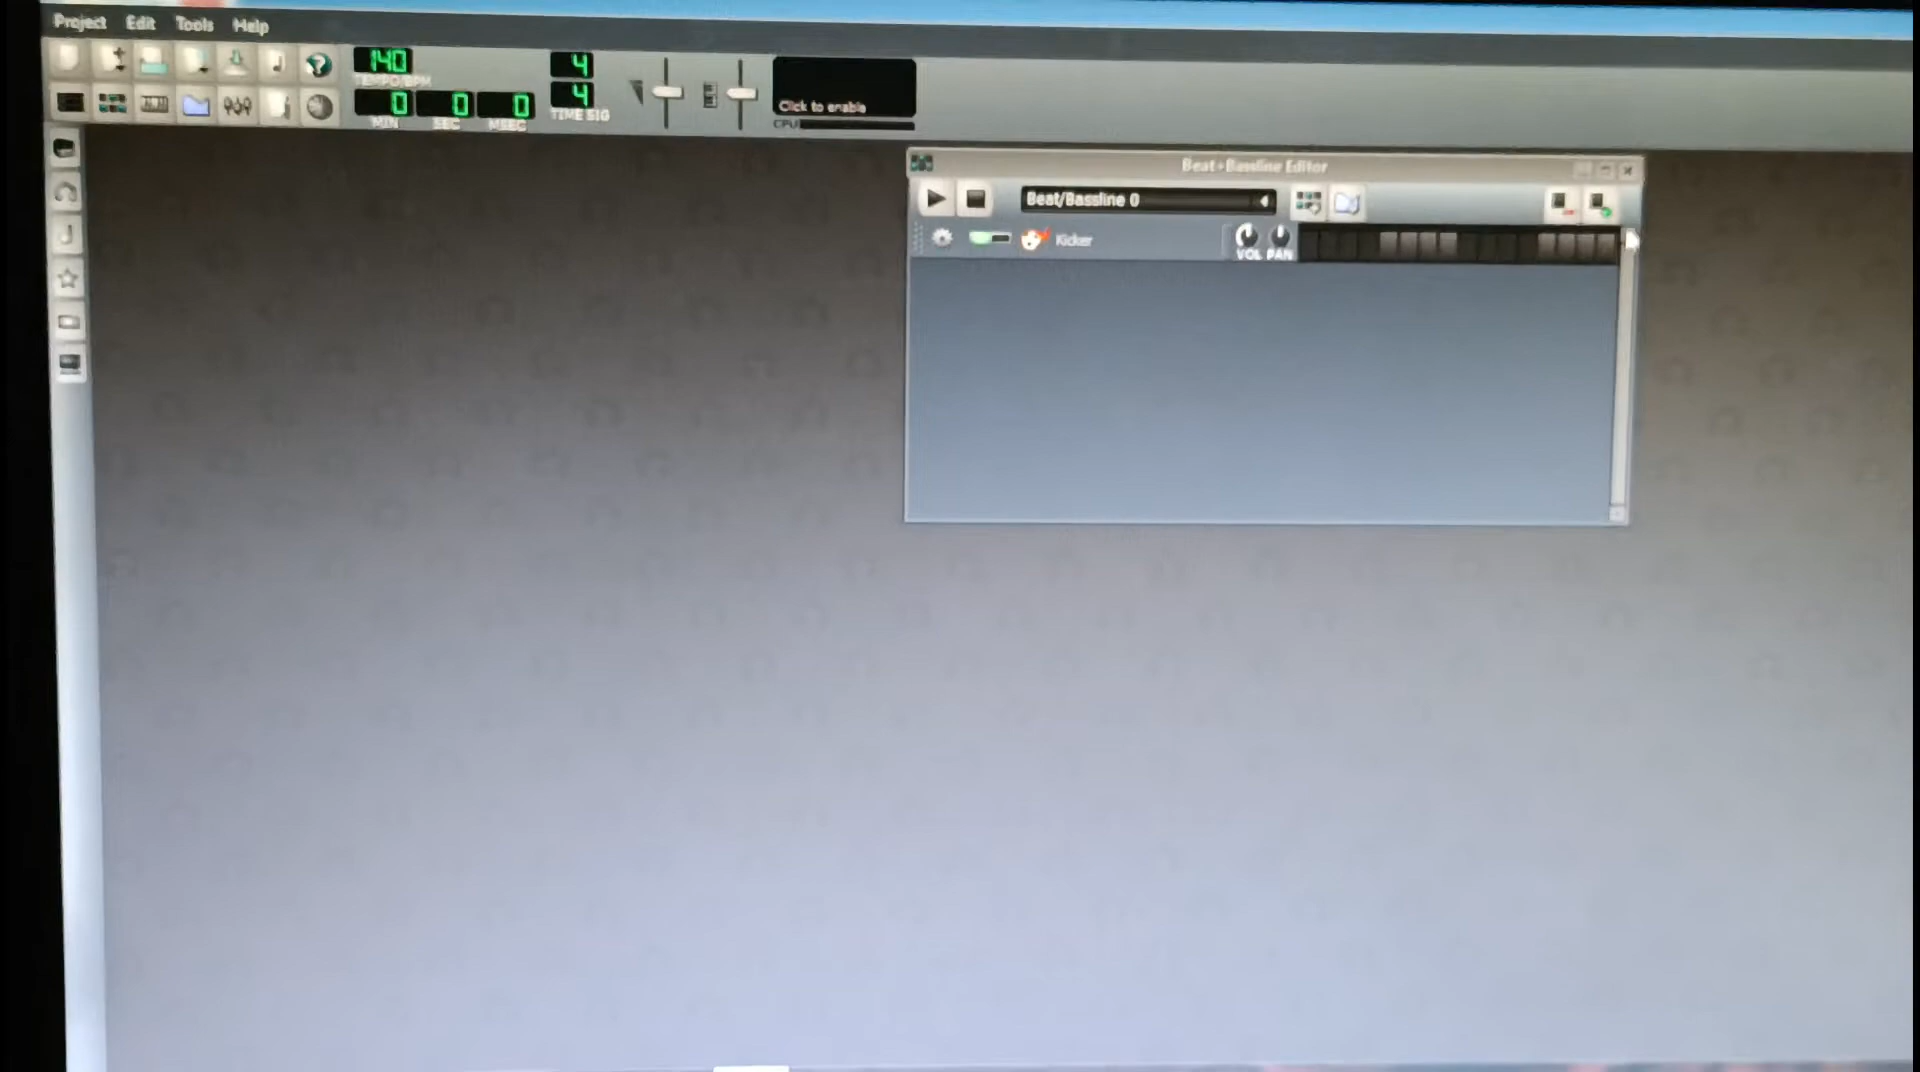 Project Edit Tools Help
140
TEMPO/BPM
0 0 0
MIN SEC MSEC
4
4
TIME SIG
Click to enable
CPU
Beat+Bassline Editor
Beat/Bassline 0
Kicker
VOL PAN